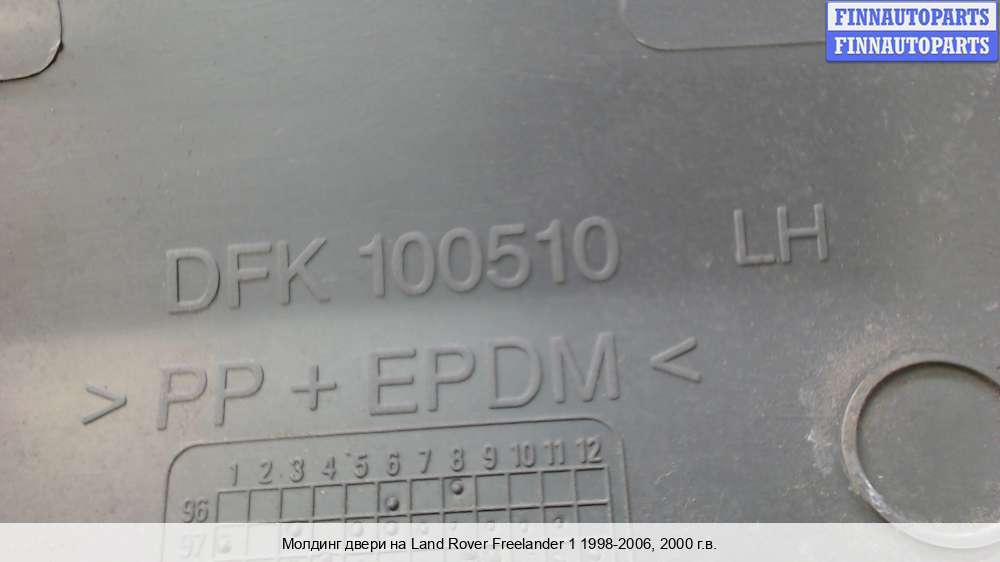 FINNAUTOPARTS
FINNAUTOPARTS
DFK 100510 LH
> PP + EPDM <
1 2 3 4 5 6 7 8 9 10 11 12
96
97
Молдинг двери на Land Rover Freelander 1 1998-2006, 2000 г.в.